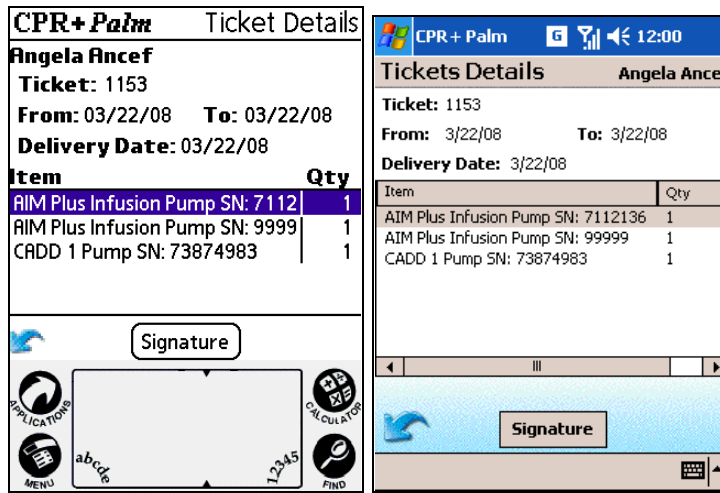 CPR+ Palm Ticket Details
Angela Ancef
Ticket: 1153
From: 03/22/08 To: 03/22/08
Delivery Date: 03/22/08
Item Qty
AIM Plus Infusion Pump SN: 7112 1
AIM Plus Infusion Pump SN: 9999 1
CADD 1 Pump SN: 73874983 1
Signature
APPLICATIONS
CALCULATOR
MENU
abcde
12345
FIND
CPR+ Palm G 12:00
Tickets Details Angela Ance
Ticket: 1153
From: 3/22/08 To: 3/22/08
Delivery Date: 3/22/08
Item Qty
AIM Plus Infusion Pump SN: 7112136 1
AIM Plus Infusion Pump SN: 99999 1
CADD 1 Pump SN: 73874983 1
Signature